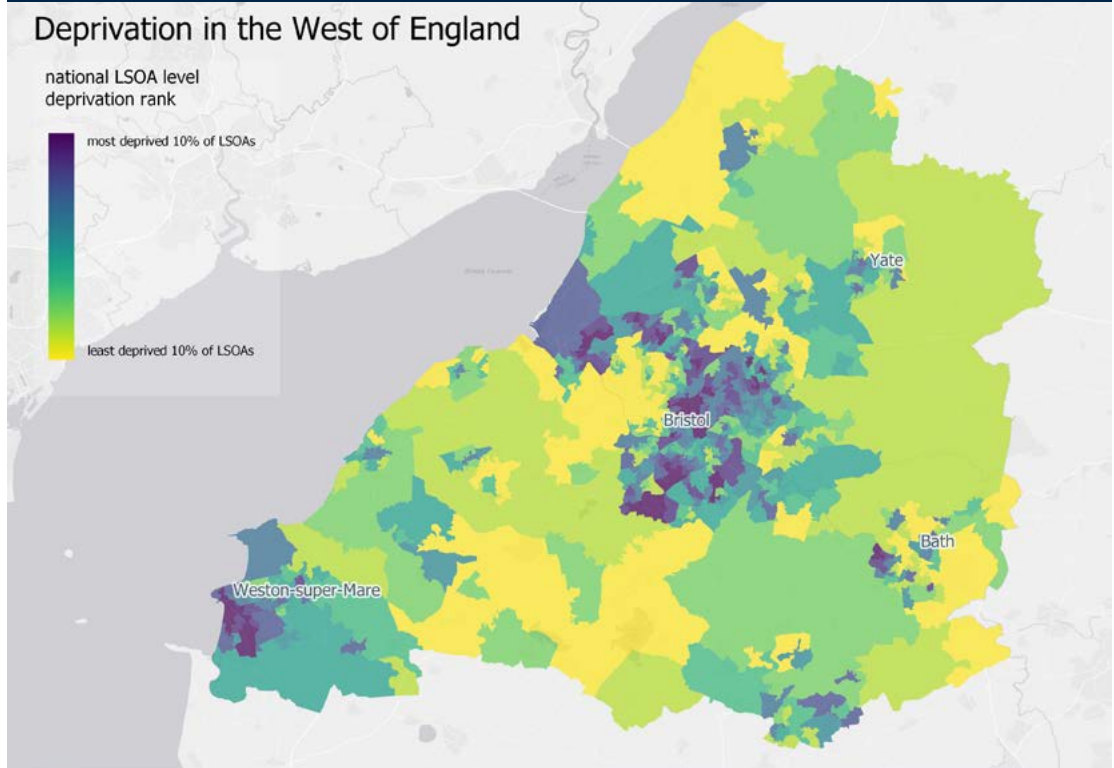 Deprivation in the West of England
national LSOA level
deprivation rank
most deprived 10% of LSOAs
least deprived 10% of LSOAs
Yate
Bristol
Bath
Weston-super-Mare